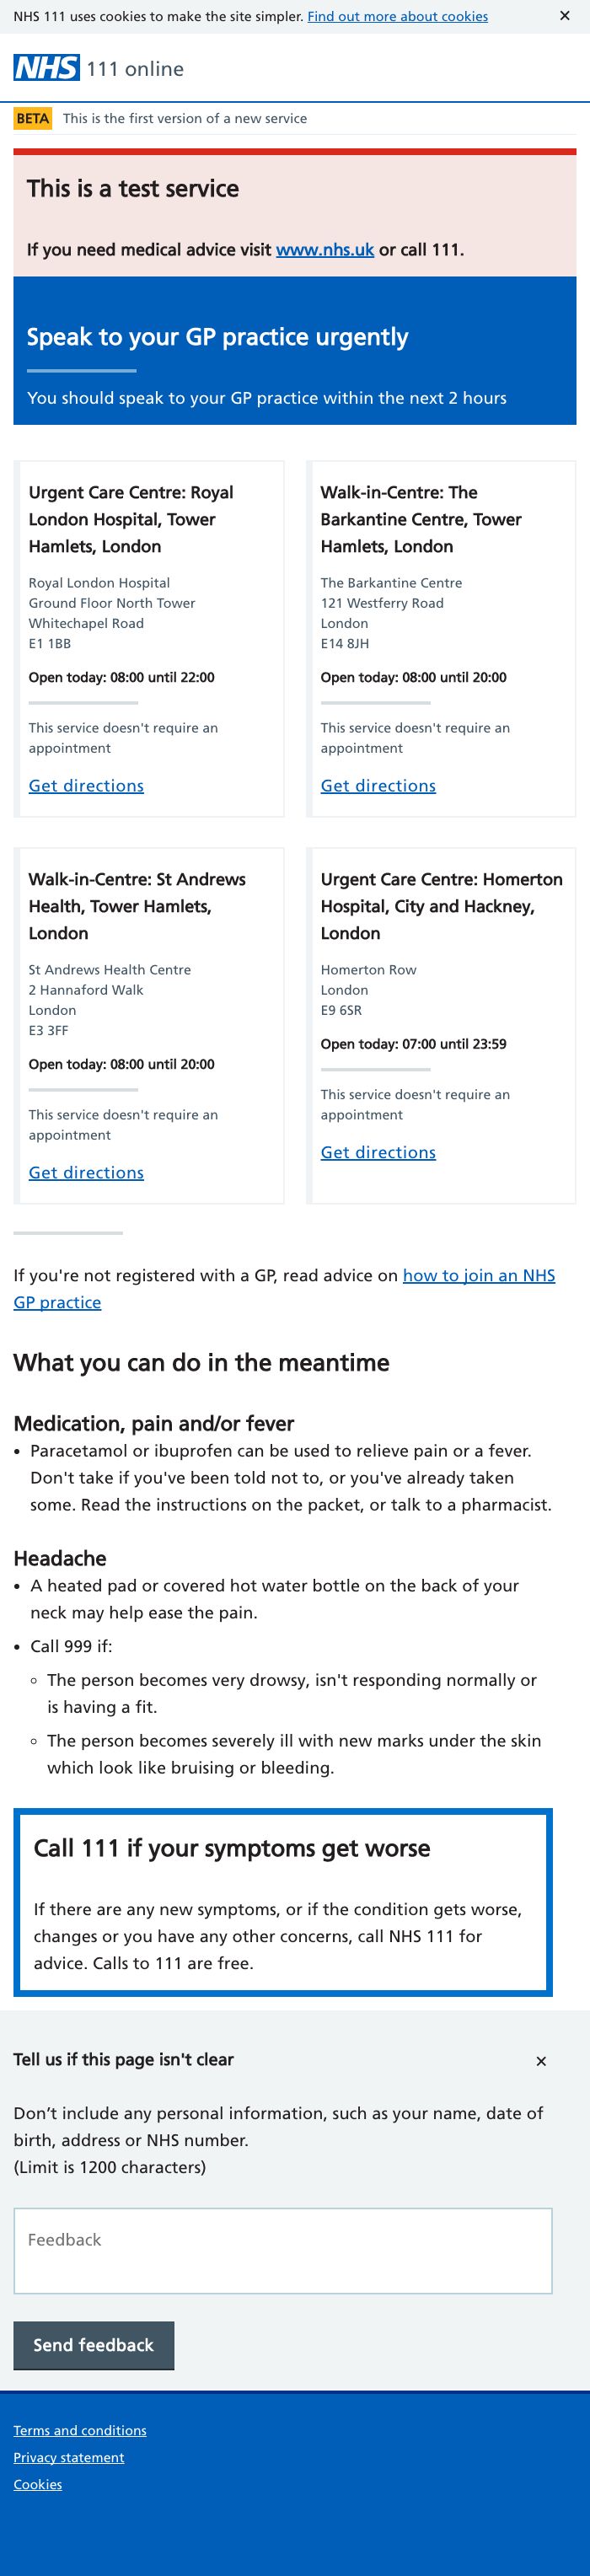 NHS 111 uses cookies to make the site simpler. Find out more about cookies ✕
NHS 111 online
BETA This is the first version of a new service
This is a test service
If you need medical advice visit www.nhs.uk or call 111.
Speak to your GP practice urgently
You should speak to your GP practice within the next 2 hours
Urgent Care Centre: Royal
London Hospital, Tower
Hamlets, London
Royal London Hospital
Ground Floor North Tower
Whitechapel Road
E1 1BB
Open today: 08:00 until 22:00
This service doesn't require an
appointment
Get directions
Walk-in-Centre: The
Barkantine Centre, Tower
Hamlets, London
The Barkantine Centre
121 Westferry Road
London
E14 8JH
Open today: 08:00 until 20:00
This service doesn't require an
appointment
Get directions
Walk-in-Centre: St Andrews
Health, Tower Hamlets,
London
St Andrews Health Centre
2 Hannaford Walk
London
E3 3FF
Open today: 08:00 until 20:00
This service doesn't require an
appointment
Get directions
Urgent Care Centre: Homerton
Hospital, City and Hackney,
London
Homerton Row
London
E9 6SR
Open today: 07:00 until 23:59
This service doesn't require an
appointment
Get directions
If you're not registered with a GP, read advice on how to join an NHS
GP practice
What you can do in the meantime
Medication, pain and/or fever
• Paracetamol or ibuprofen can be used to relieve pain or a fever.
Don't take if you've been told not to, or you've already taken
some. Read the instructions on the packet, or talk to a pharmacist.
Headache
• A heated pad or covered hot water bottle on the back of your
neck may help ease the pain.
• Call 999 if:
◦ The person becomes very drowsy, isn't responding normally or
is having a fit.
◦ The person becomes severely ill with new marks under the skin
which look like bruising or bleeding.
Call 111 if your symptoms get worse
If there are any new symptoms, or if the condition gets worse,
changes or you have any other concerns, call NHS 111 for
advice. Calls to 111 are free.
Tell us if this page isn't clear ✕
Don’t include any personal information, such as your name, date of
birth, address or NHS number.
(Limit is 1200 characters)
Feedback
Send feedback
Terms and conditions
Privacy statement
Cookies